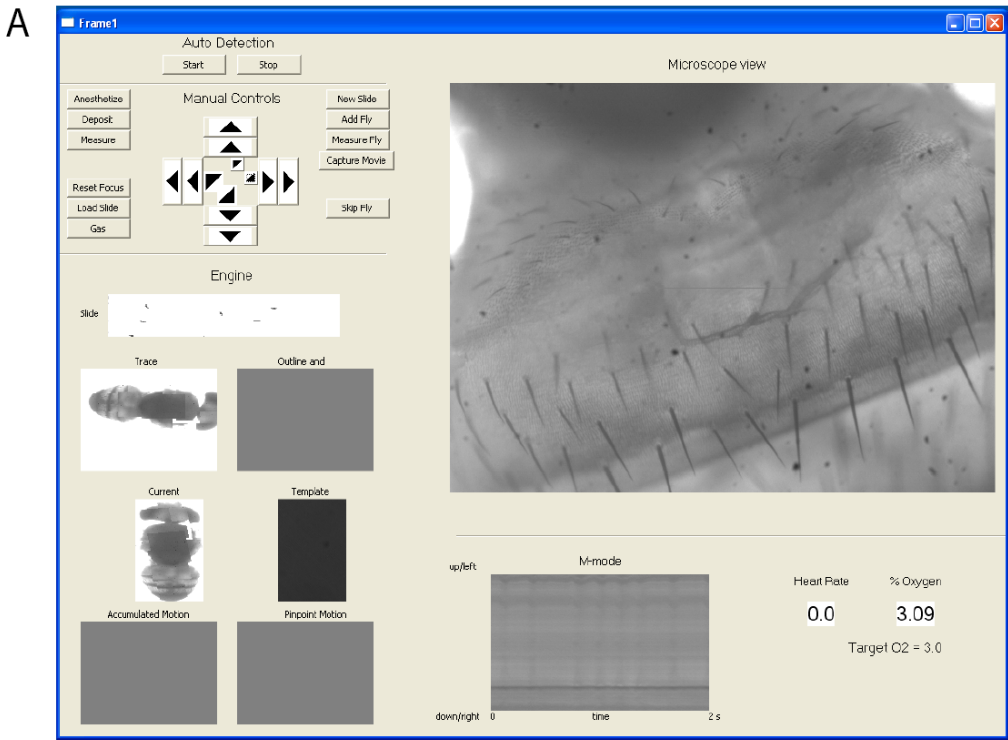 A
Frame1
Auto Detection
Start
Stop
Microscope view
Anesthetize
Manual Controls
New Slide
Deposit
Add Fly
Measure
Measure Fly
Capture Movie
Reset Focus
Load Slide
Skip Fly
Gas
Engine
Slide
Trace
Outline and
Current
Template
M-mode
up/left
Heart Rate
% Oxygen
0.0
3.09
Accumulated Motion
Pinpoint Motion
Target O2 = 3.0
down/right
0
time
2 s